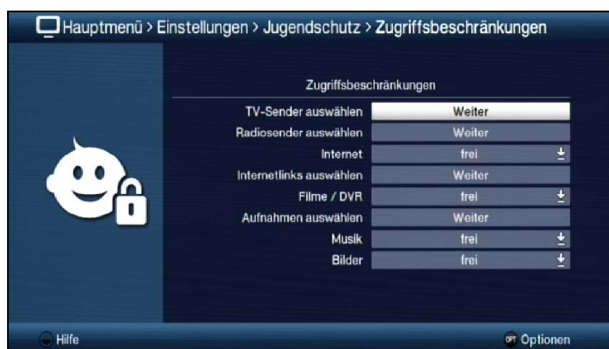 Hauptmenü > Einstellungen > Jugendschutz > Zugriffsbeschränkungen
Zugriffsbeschränkungen
TV-Sender auswählen Weiter
Radiosender auswählen Weiter
Internet frei
Internetlinks auswählen Weiter
Filme / DVR frei
Aufnahmen auswählen Weiter
Musik frei
Bilder frei
Hilfe OPT Optionen